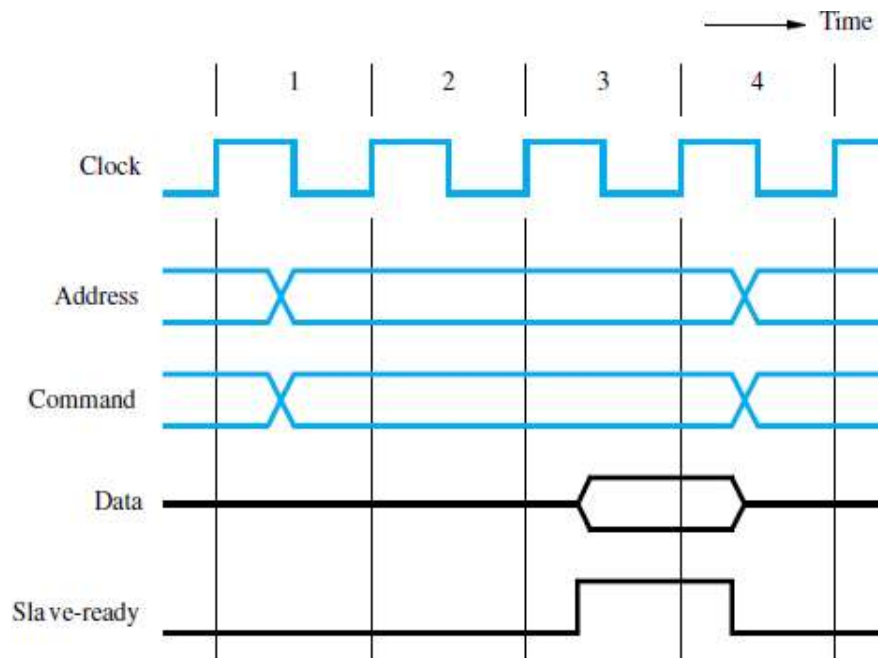 Time
1 2 3 4
Clock
Address
Command
Data
Slave-ready